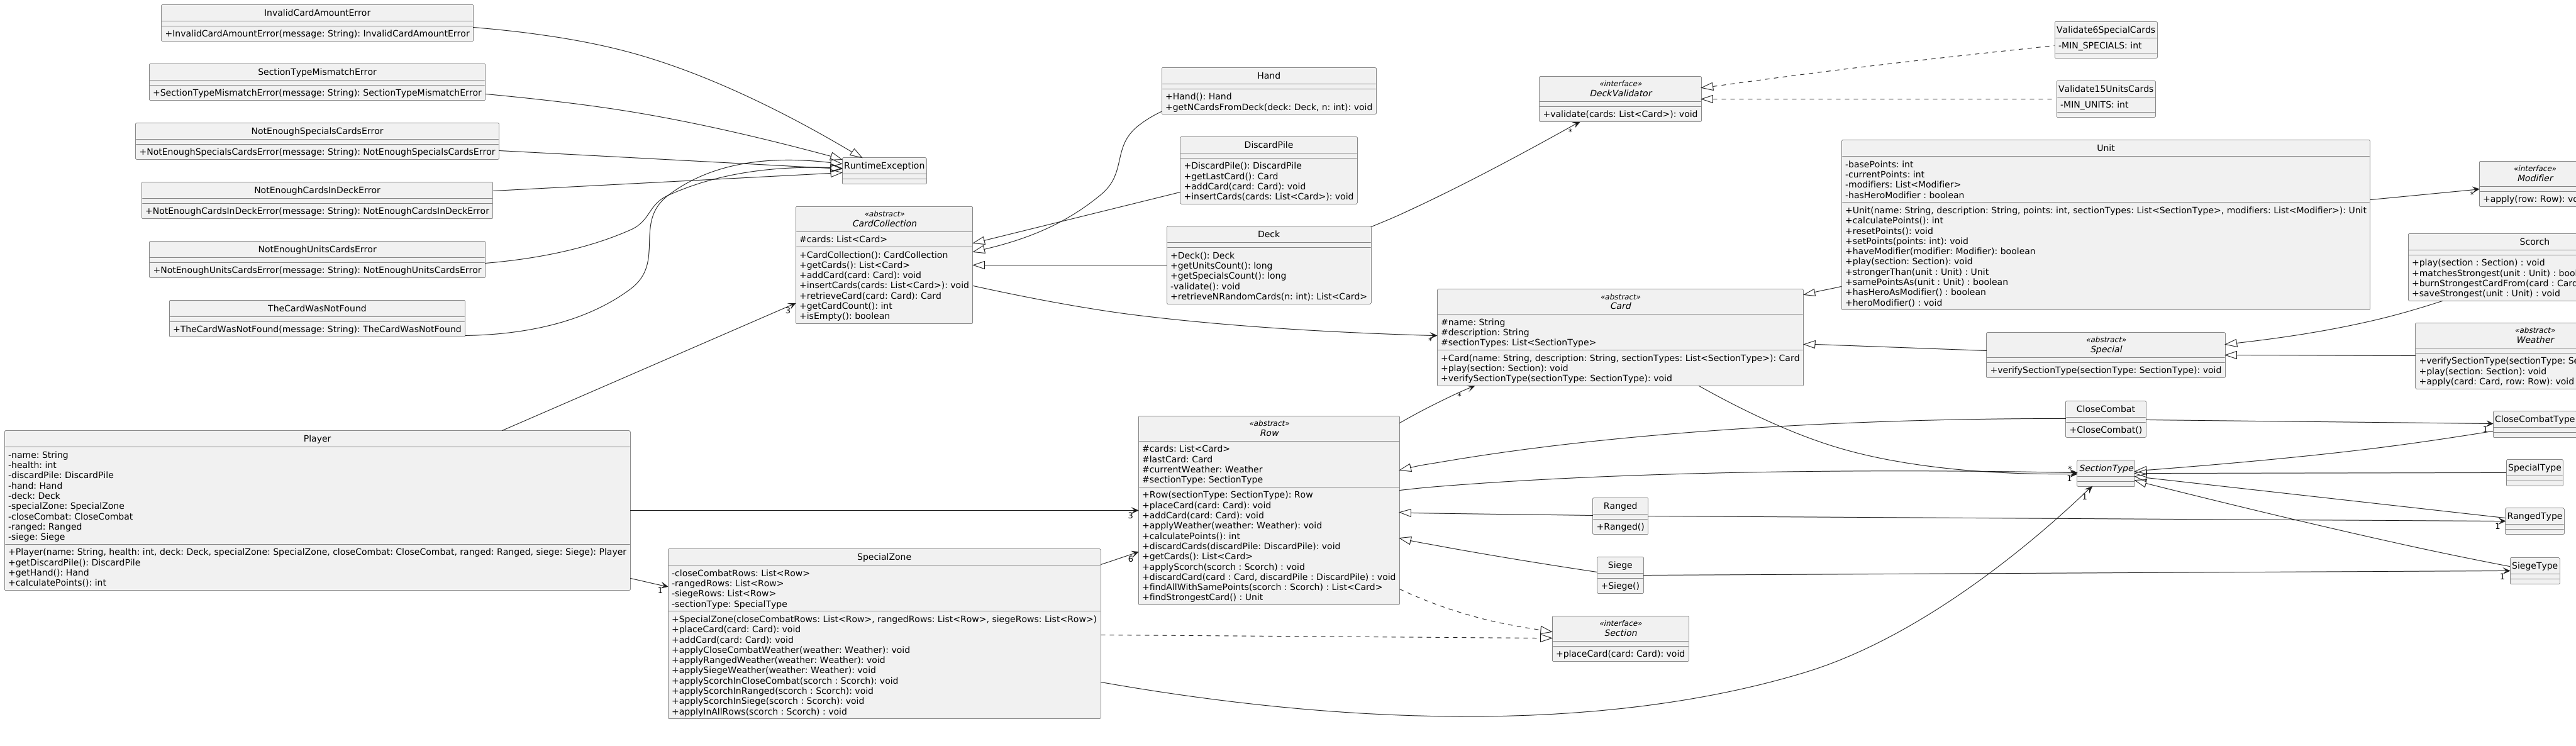 InvalidCardAmountError
+InvalidCardAmountError(message: String): InvalidCardAmountError
SectionTypeMismatchError
+SectionTypeMismatchError(message: String): SectionTypeMismatchError
NotEnoughSpecialsCardsError
+NotEnoughSpecialsCardsError(message: String): NotEnoughSpecialsCardsError
NotEnoughCardsInDeckError
+NotEnoughCardsInDeckError(message: String): NotEnoughCardsInDeckError
NotEnoughUnitsCardsError
+NotEnoughUnitsCardsError(message: String): NotEnoughUnitsCardsError
TheCardWasNotFound
+TheCardWasNotFound(message: String): TheCardWasNotFound
Player
-name: String
-health: int
-discardPile: DiscardPile
-hand: Hand
-deck: Deck
-specialZone: SpecialZone
-closeCombat: CloseCombat
-ranged: Ranged
-siege: Siege
+Player(name: String, health: int, deck: Deck, specialZone: SpecialZone, closeCombat: CloseCombat, ranged: Ranged, siege: Siege): Player
+getDiscardPile(): DiscardPile
+getHand(): Hand
+calculatePoints(): int
RuntimeException
«abstract»
CardCollection
#cards: List<Card>
+CardCollection(): CardCollection
+getCards(): List<Card>
+addCard(card: Card): void
+insertCards(cards: List<Card>): void
+retrieveCard(card: Card): Card
+getCardCount(): int
+isEmpty(): boolean
3
1
SpecialZone
-closeCombatRows: List<Row>
-rangedRows: List<Row>
-siegeRows: List<Row>
-sectionType: SpecialType
+SpecialZone(closeCombatRows: List<Row>, rangedRows: List<Row>, siegeRows: List<Row>)
+placeCard(card: Card): void
+addCard(card: Card): void
+applyCloseCombatWeather(weather: Weather): void
+applyRangedWeather(weather: Weather): void
+applySiegeWeather(weather: Weather): void
+applyScorchInCloseCombat(scorch : Scorch): void
+applyScorchInRanged(scorch : Scorch): void
+applyScorchInSiege(scorch : Scorch): void
+applyInAllRows(scorch : Scorch) : void
Hand
+Hand(): Hand
+getNCardsFromDeck(deck: Deck, n: int): void
DiscardPile
+DiscardPile(): DiscardPile
+getLastCard(): Card
+addCard(card: Card): void
+insertCards(cards: List<Card>): void
Deck
+Deck(): Deck
+getUnitsCount(): long
+getSpecialsCount(): long
-validate(): void
+retrieveNRandomCards(n: int): List<Card>
3
6
«abstract»
Row
#cards: List<Card>
#lastCard: Card
#currentWeather: Weather
#sectionType: SectionType
+Row(sectionType: SectionType): Row
+placeCard(card: Card): void
+addCard(card: Card): void
+applyWeather(weather: Weather): void
+calculatePoints(): int
+discardCards(discardPile: DiscardPile): void
+getCards(): List<Card>
+applyScorch(scorch : Scorch) : void
+discardCard(card : Card, discardPile : DiscardPile) : void
+findAllWithSamePoints(scorch : Scorch) : List<Card>
+findStrongestCard() : Unit
«interface»
DeckValidator
+validate(cards: List<Card>): void
*
*
*
«abstract»
Card
#name: String
#description: String
#sectionTypes: List<SectionType>
+Card(name: String, description: String, sectionTypes: List<SectionType>): Card
+play(section: Section): void
+verifySectionType(sectionType: SectionType): void
Ranged
+Ranged()
Siege
+Siege()
«interface»
Section
+placeCard(card: Card): void
Validate6SpecialCards
-MIN_SPECIALS: int
Validate15UnitsCards
-MIN_UNITS: int
Unit
-basePoints: int
-currentPoints: int
-modifiers: List<Modifier>
-hasHeroModifier : boolean
+Unit(name: String, description: String, points: int, sectionTypes: List<SectionType>, modifiers: List<Modifier>): Unit
+calculatePoints(): int
+resetPoints(): void
+setPoints(points: int): void
+haveModifier(modifier: Modifier): boolean
+play(section: Section): void
+strongerThan(unit : Unit) : Unit
+samePointsAs(unit : Unit) : boolean
+hasHeroAsModifier() : boolean
+heroModifier() : void
«abstract»
Special
+verifySectionType(sectionType: SectionType): void
CloseCombat
+CloseCombat()
*
1
1
SectionType
«interface»
Modifier
*
+apply(row: Row): vo
Scorch
+play(section : Section) : void
+matchesStrongest(unit : Unit) : bool
+burnStrongestCardFrom(card : Card
+saveStrongest(unit : Unit) : void
«abstract»
Weather
+verifySectionType(sectionType: Se
+play(section: Section): void
+apply(card: Card, row: Row): void
CloseCombatType
1
SpecialType
RangedType
1
SiegeType
1